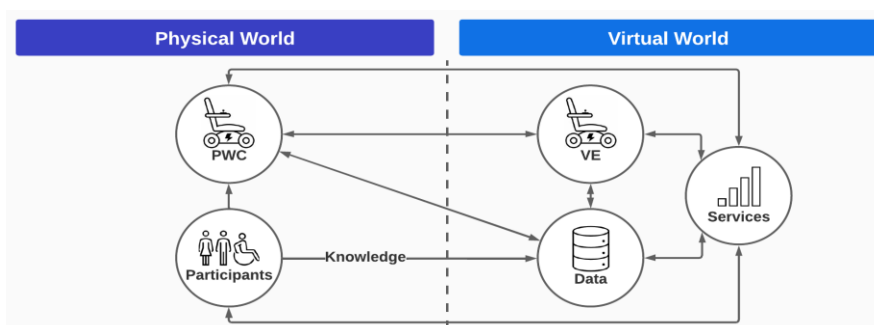 Physical World
Virtual World
PWC
VE
Services
Participants
Knowledge
Data